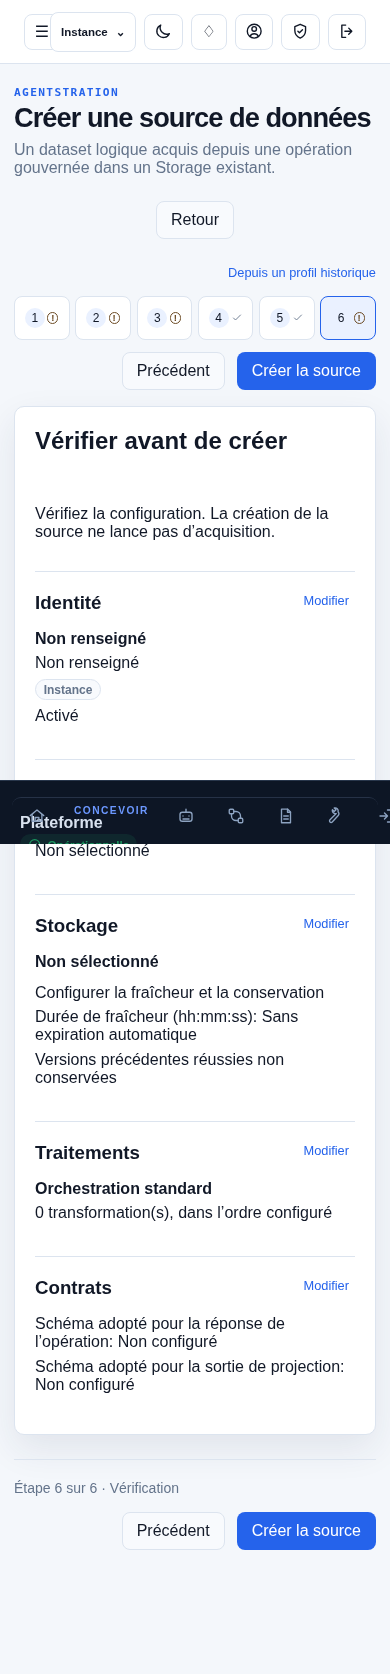 ☰ Instance ⌄
AGENTSTRATION
Créer une source de données
Un dataset logique acquis depuis une opération
gouvernée dans un Storage existant.
Retour
Depuis un profil historique
1 2 3 4 5 6
Précédent Créer la source
Vérifier avant de créer
Vérifiez la configuration. La création de la
source ne lance pas d’acquisition.
Identité Modifier
Non renseigné
Non renseigné
Instance
Activé
CONCEVOIR
Plateforme
Non sélectionné
Stockage Modifier
Non sélectionné
Configurer la fraîcheur et la conservation
Durée de fraîcheur (hh:mm:ss): Sans
expiration automatique
Versions précédentes réussies non
conservées
Traitements Modifier
Orchestration standard
0 transformation(s), dans l’ordre configuré
Contrats Modifier
Schéma adopté pour la réponse de
l’opération: Non configuré
Schéma adopté pour la sortie de projection:
Non configuré
Étape 6 sur 6 · Vérification
Précédent Créer la source